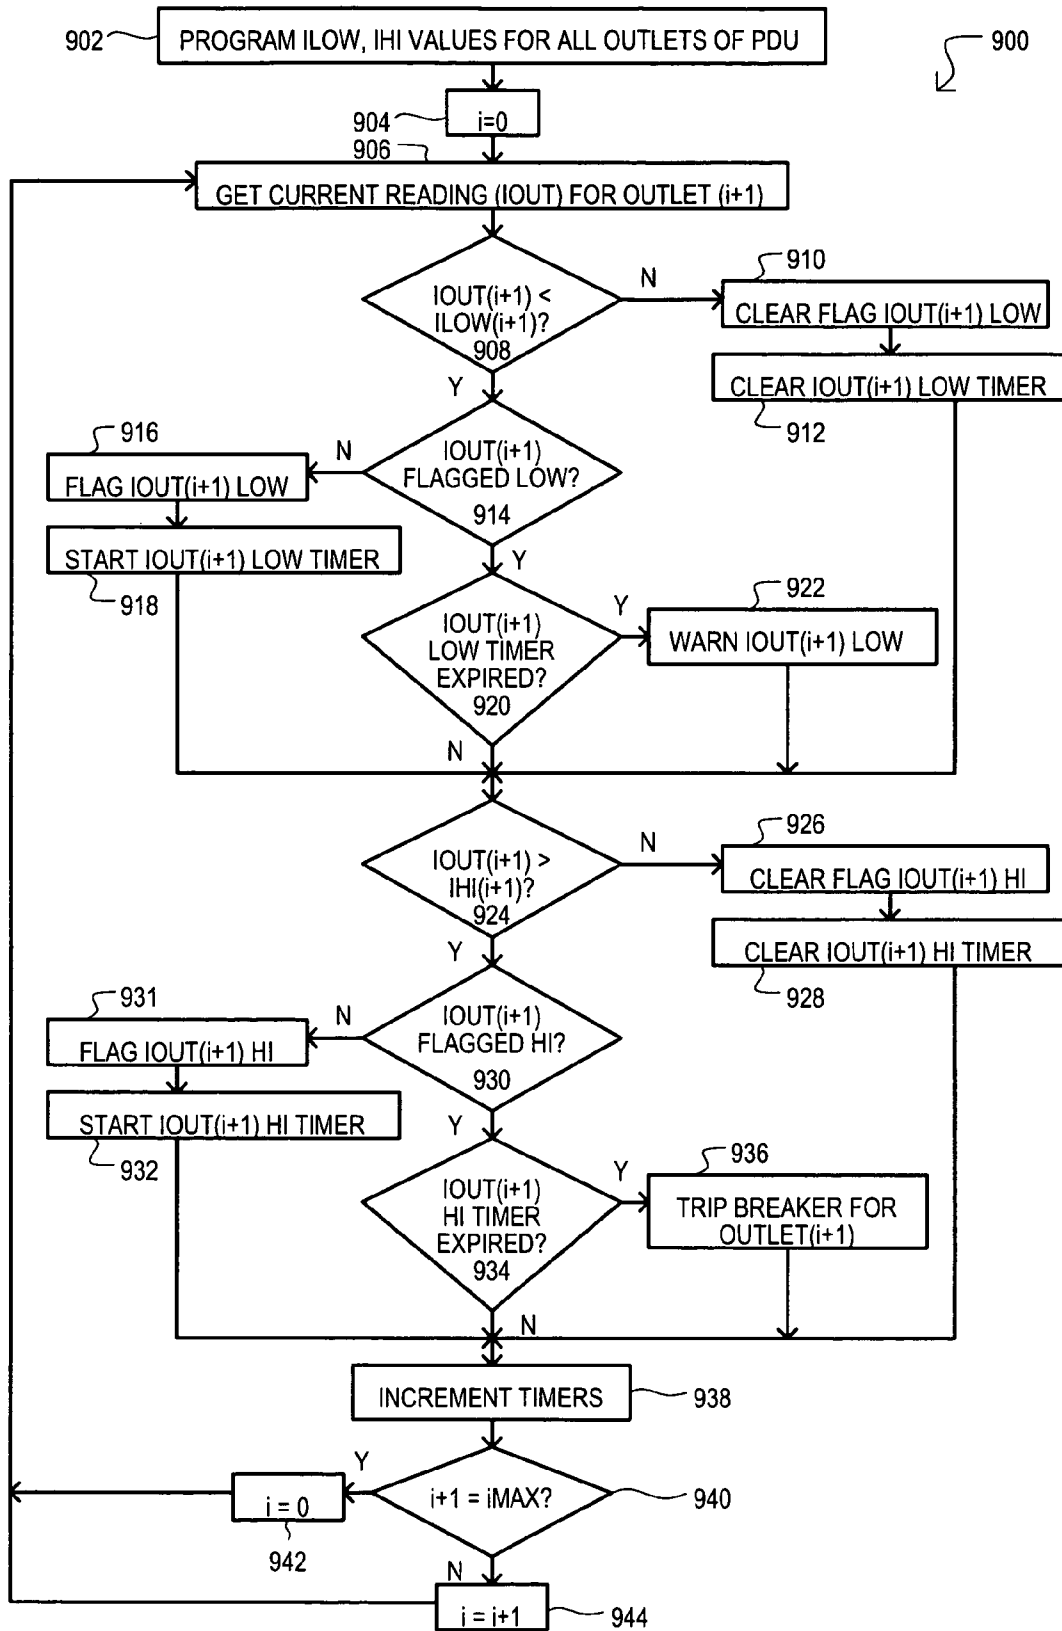 902
PROGRAM ILOW, IHI VALUES FOR ALL OUTLETS OF PDU
900
904
i=0
906
GET CURRENT READING (IOUT) FOR OUTLET (i+1)
IOUT(i+1) <
ILOW(i+1)?
908
N
910
CLEAR FLAG IOUT(i+1) LOW
CLEAR IOUT(i+1) LOW TIMER
912
Y
IOUT(i+1)
FLAGGED LOW?
914
N
916
FLAG IOUT(i+1) LOW
START IOUT(i+1) LOW TIMER
918
Y
IOUT(i+1)
LOW TIMER
EXPIRED?
920
Y
922
WARN IOUT(i+1) LOW
N
IOUT(i+1) >
IHI(i+1)?
924
N
926
CLEAR FLAG IOUT(i+1) HI
CLEAR IOUT(i+1) HI TIMER
928
Y
IOUT(i+1)
FLAGGED HI?
930
N
931
FLAG IOUT(i+1) HI
START IOUT(i+1) HI TIMER
932
Y
IOUT(i+1)
HI TIMER
EXPIRED?
934
Y
936
TRIP BREAKER FOR
OUTLET(i+1)
N
INCREMENT TIMERS
938
i+1 = iMAX?
940
Y
i = 0
942
N
i = i+1
944